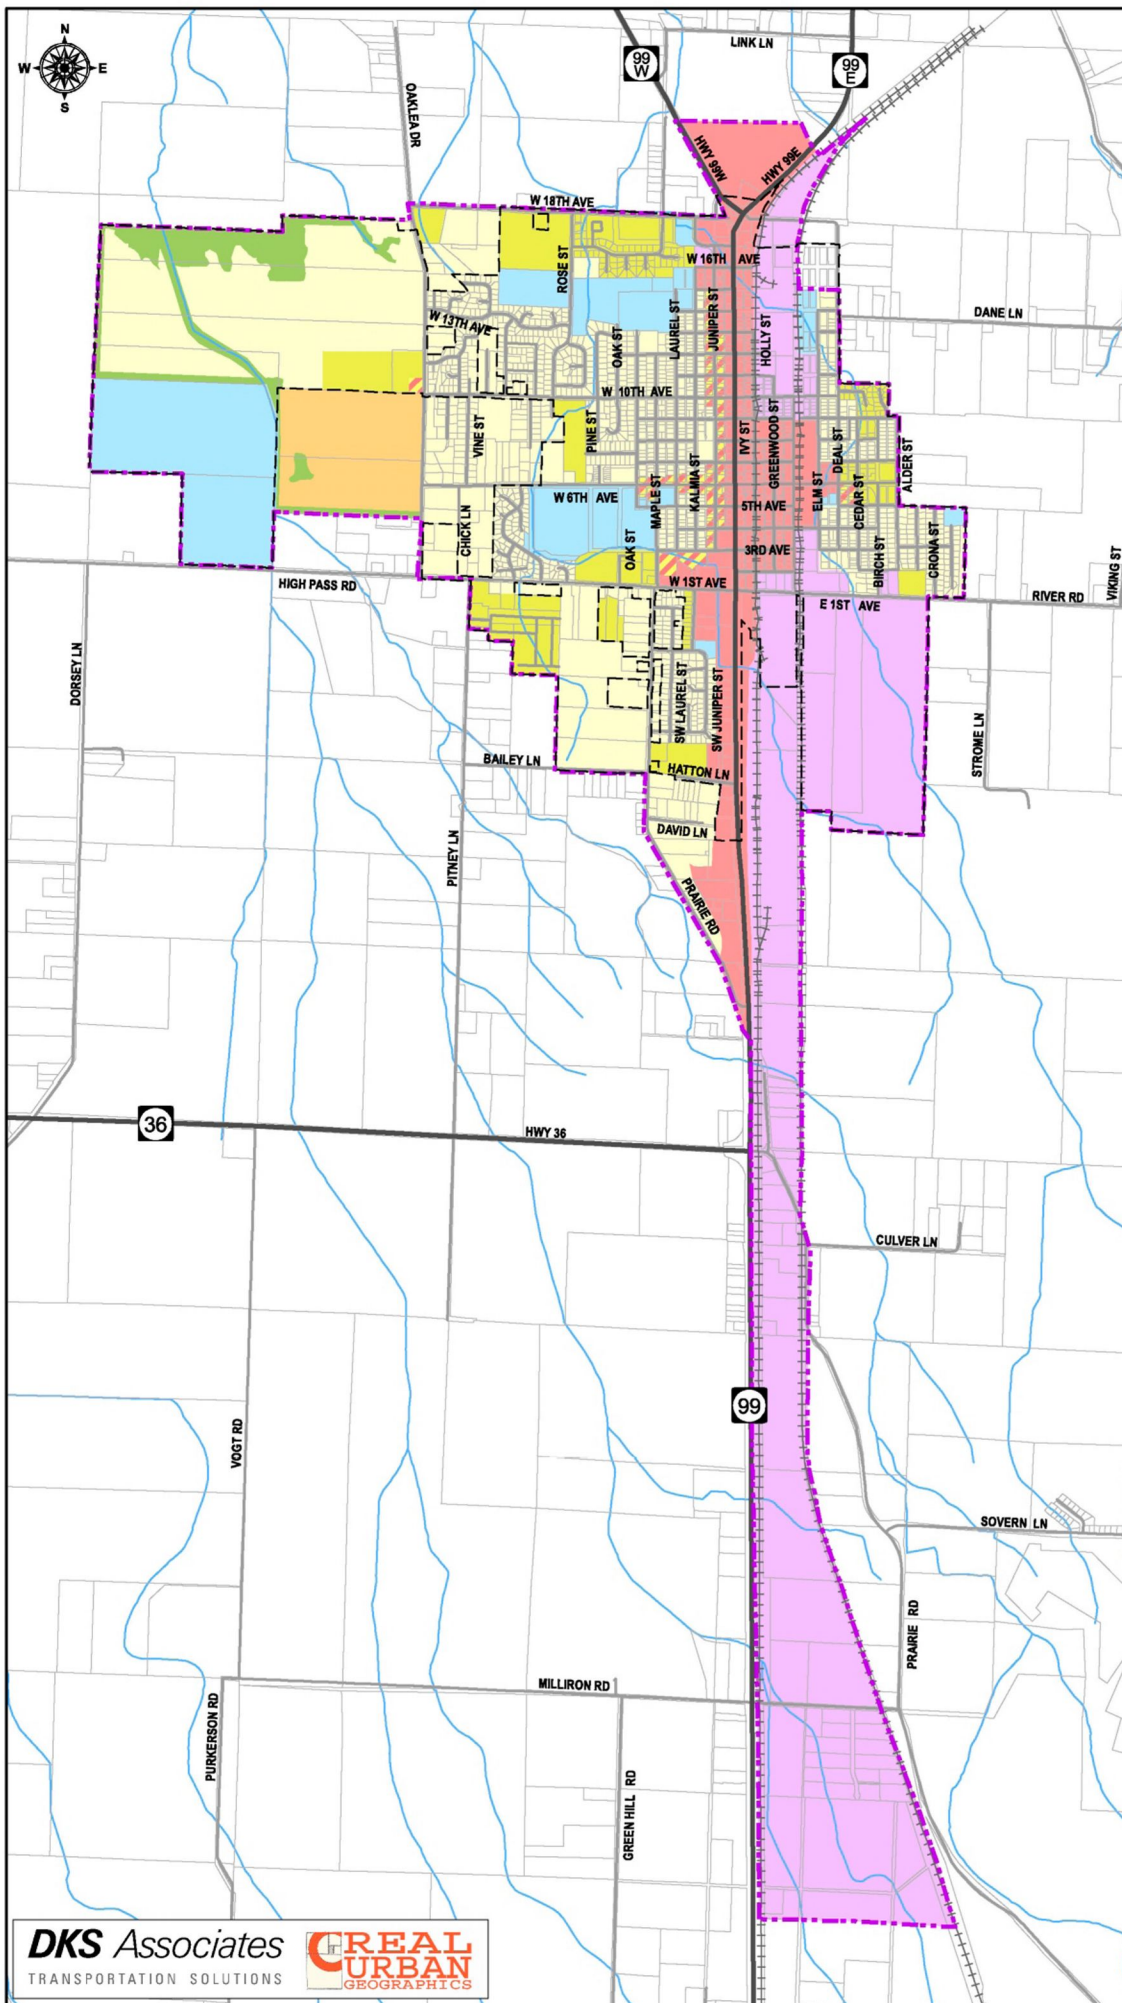 N
W E
S
99
W
99
E
LINK LN
OAKLEA DR
HWY 99W
HWY 99E
W 18TH AVE
ROSE ST
W 16TH AVE
W 13TH AVE
OAK ST
LAUREL ST
JUNIPER ST
HOLLY ST
DANE LN
W 10TH AVE
VINE ST
PINE ST
IVY ST
GREENWOOD ST
DEAL ST
ALDER ST
W 6TH AVE
MAPLE ST
KALMIA ST
ELM ST
CEDAR ST
5TH AVE
CHICK LN
OAK ST
3RD AVE
BIRCH ST
CRONA ST
VIKING ST
HIGH PASS RD
W 1ST AVE
E 1ST AVE
RIVER RD
DORSEY LN
SW LAUREL ST
SW JUNIPER ST
STROME LN
BAILEY LN
HATTON LN
PITNEY LN
DAVID LN
PRAIRIE RD
36
HWY 36
CULVER LN
99
VOGT RD
SOVERN LN
PRAIRIE RD
MILLIRON RD
PURKERSON RD
GREEN HILL RD
DKS Associates
TRANSPORTATION SOLUTIONS
REAL
URBAN
GEOGRAPHICS